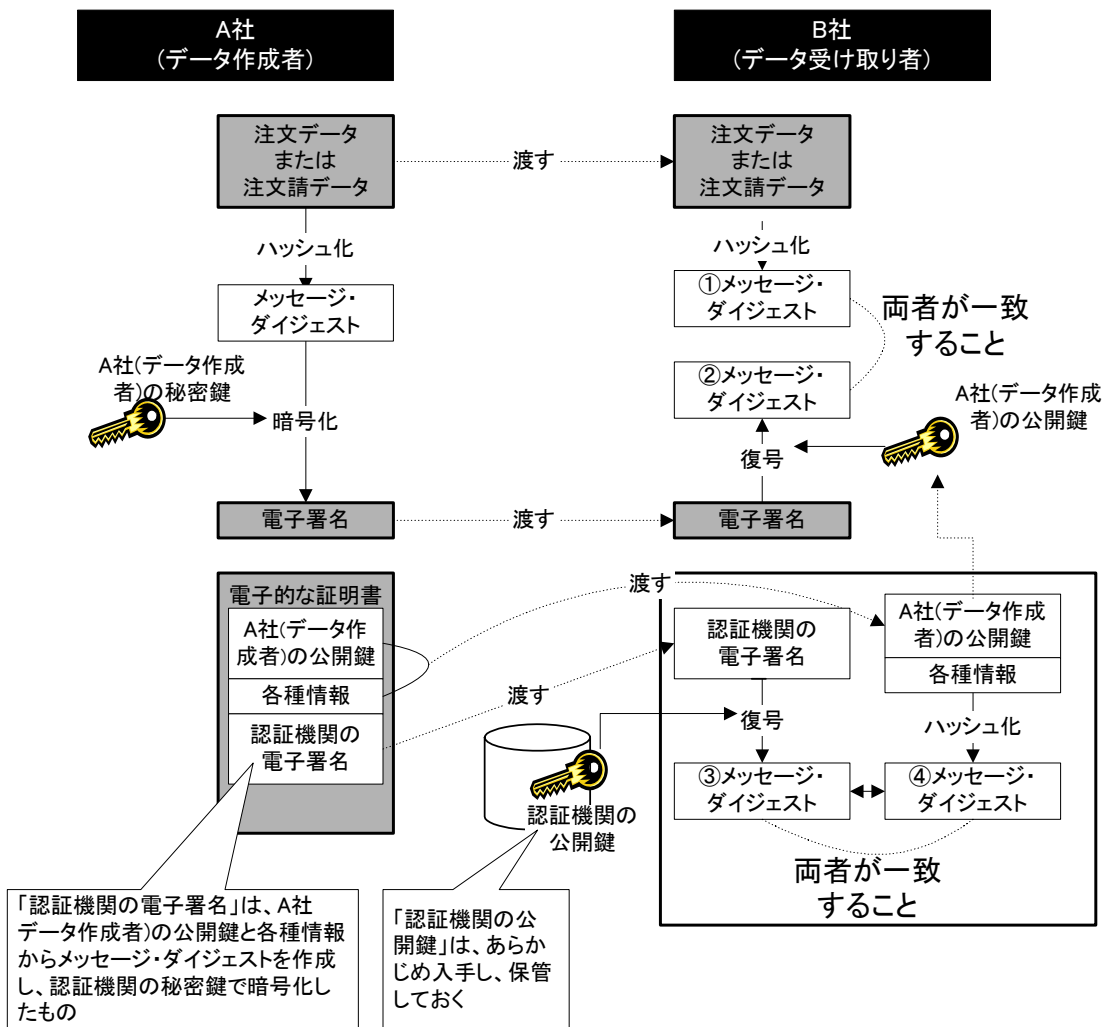 A社
(データ作成者)
B社
(データ受け取り者)
注文データ
または
注文請データ
渡す
注文データ
または
注文請データ
ハッシュ化
ハッシュ化
メッセージ・
ダイジェスト
①メッセージ・
ダイジェスト
両者が一致
すること
A社(データ作成
者)の秘密鍵
暗号化
②メッセージ・
ダイジェスト
A社(データ作成
者)の公開鍵
復号
電子署名
渡す
電子署名
電子的な証明書
A社(データ作
成者)の公開鍵
各種情報
認証機関の
電子署名
渡す
渡す
認証機関の
電子署名
A社(データ作成
者)の公開鍵
各種情報
復号
ハッシュ化
認証機関の
公開鍵
③メッセージ・
ダイジェスト
④メッセージ・
ダイジェスト
両者が一致
すること
「認証機関の電子署名」は、A社
データ作成者)の公開鍵と各種情報
からメッセージ・ダイジェストを作成
し、認証機関の秘密鍵で暗号化し
たもの
「認証機関の公
開鍵」は、あらか
じめ入手し、保管
しておく